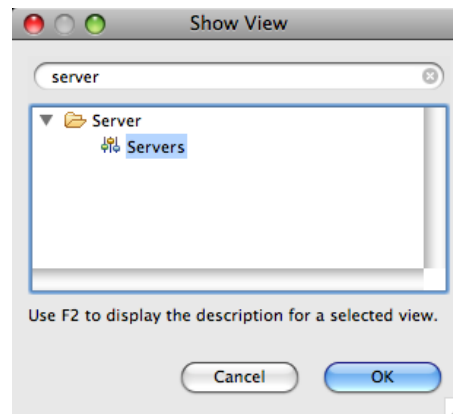 Show View
server
Server
Servers
Use F2 to display the description for a selected view.
Cancel OK